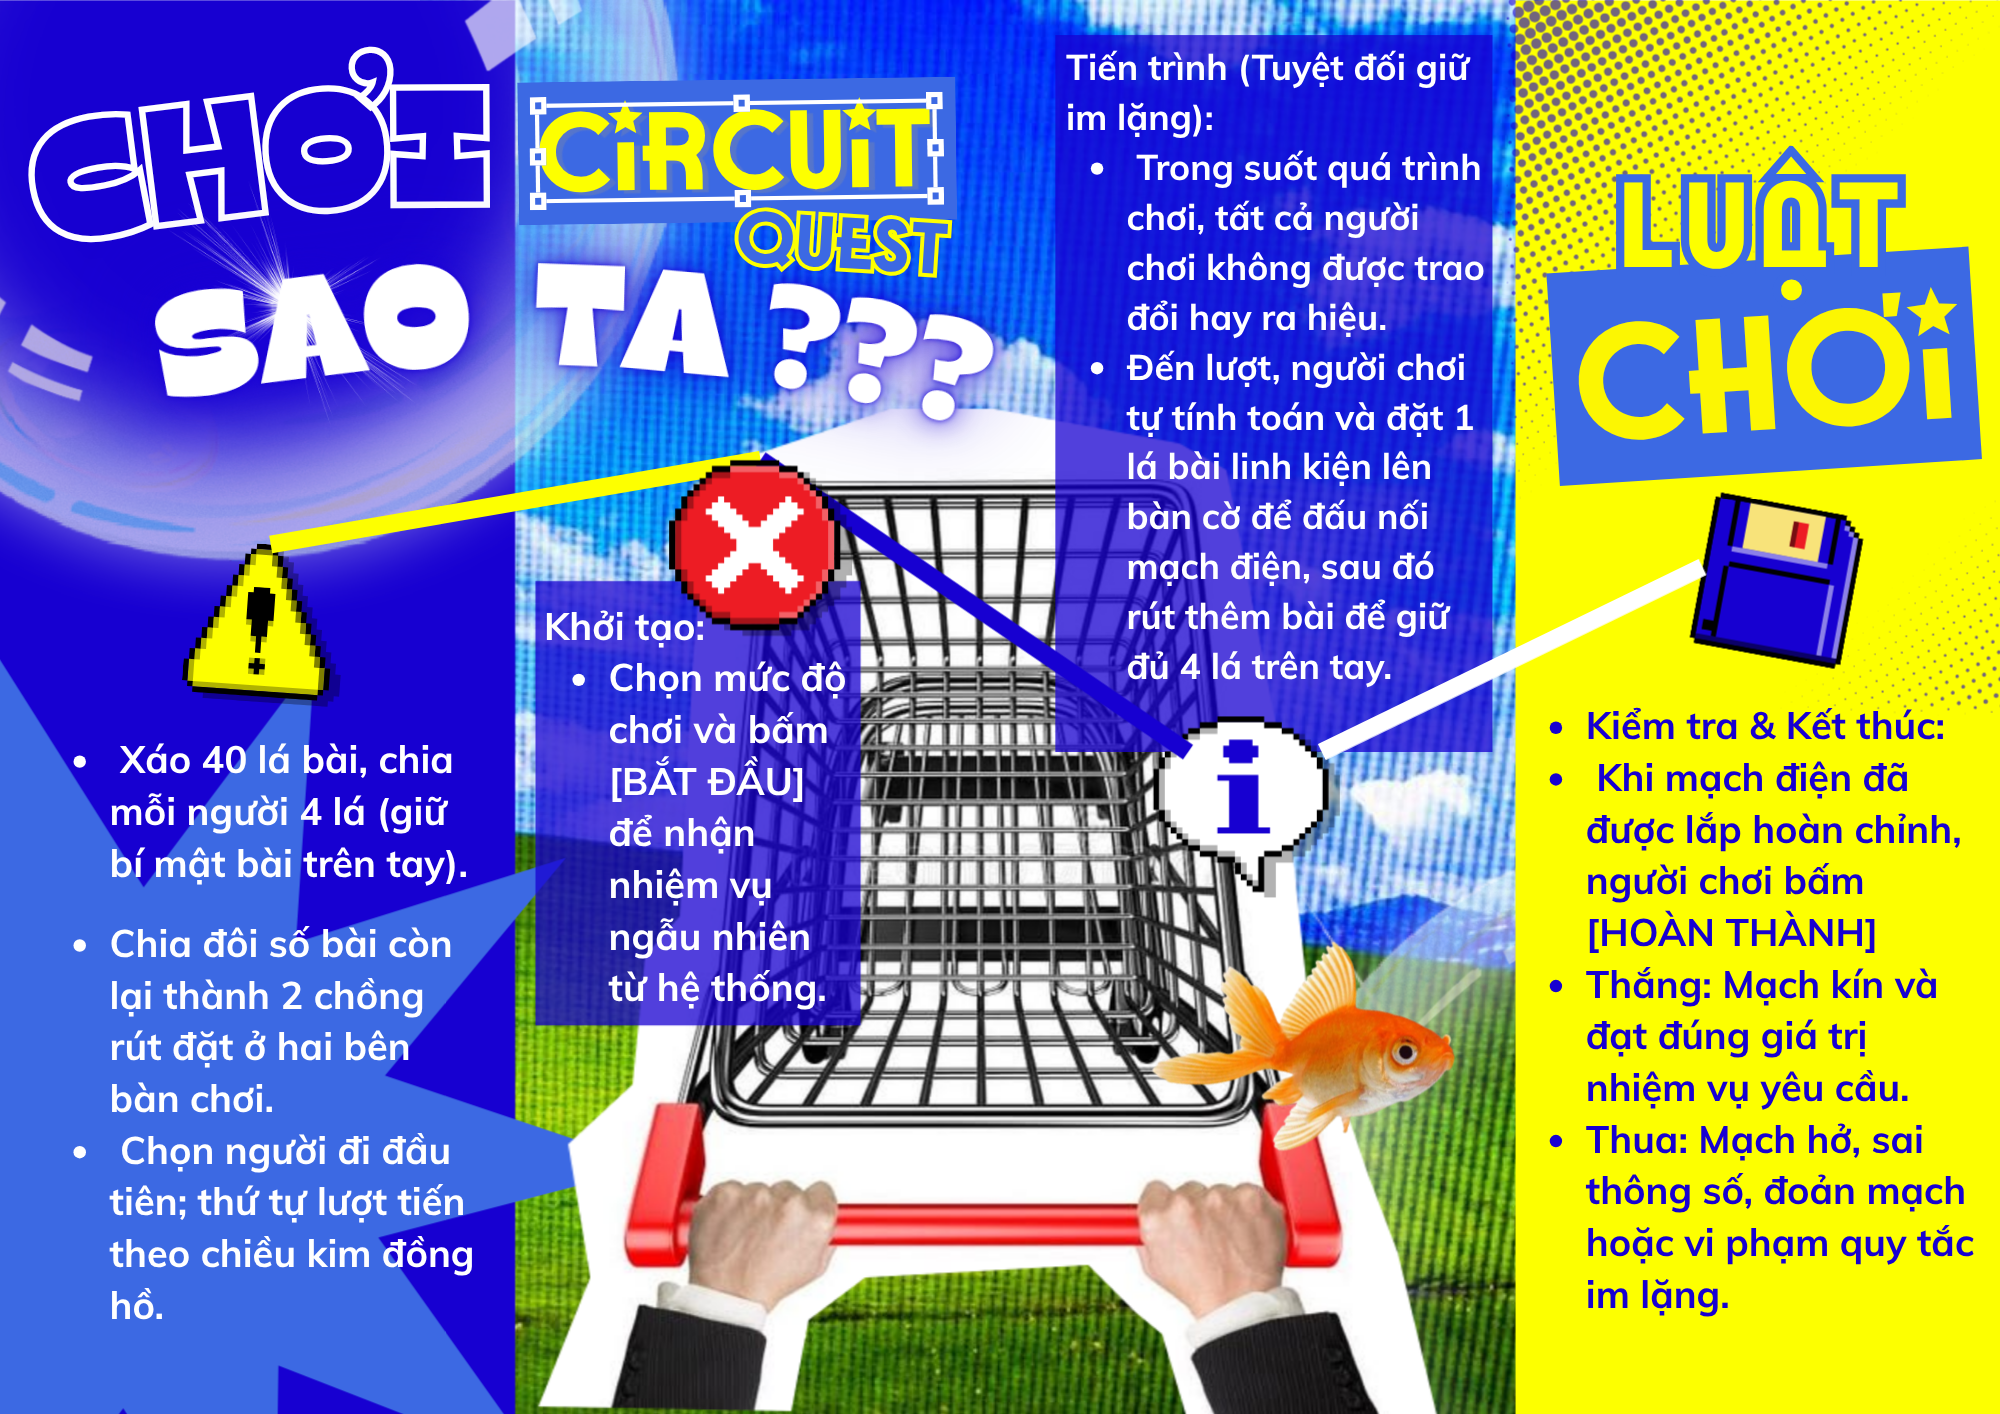 CHƠI
SAO TA ???
CiRCUiT
QUEST
• Xáo 40 lá bài, chia
mỗi người 4 lá (giữ
bí mật bài trên tay).
• Chia đôi số bài còn
lại thành 2 chồng
rút đặt ở hai bên
bàn chơi.
• Chọn người đi đầu
tiên; thứ tự lượt tiến
theo chiều kim đồng
hồ.
Khởi tạo:
• Chọn mức độ
chơi và bấm
[BẮT ĐẦU]
để nhận
nhiệm vụ
ngẫu nhiên
từ hệ thống.
Tiến trình (Tuyệt đối giữ
im lặng):
• Trong suốt quá trình
chơi, tất cả người
chơi không được trao
đổi hay ra hiệu.
• Đến lượt, người chơi
tự tính toán và đặt 1
lá bài linh kiện lên
bàn cờ để đấu nối
mạch điện, sau đó
rút thêm bài để giữ
đủ 4 lá trên tay.
i
LUẬT
CHƠi
• Kiểm tra & Kết thúc:
• Khi mạch điện đã
được lắp hoàn chỉnh,
người chơi bấm
[HOÀN THÀNH]
• Thắng: Mạch kín và
đạt đúng giá trị
nhiệm vụ yêu cầu.
• Thua: Mạch hở, sai
thông số, đoản mạch
hoặc vi phạm quy tắc
im lặng.